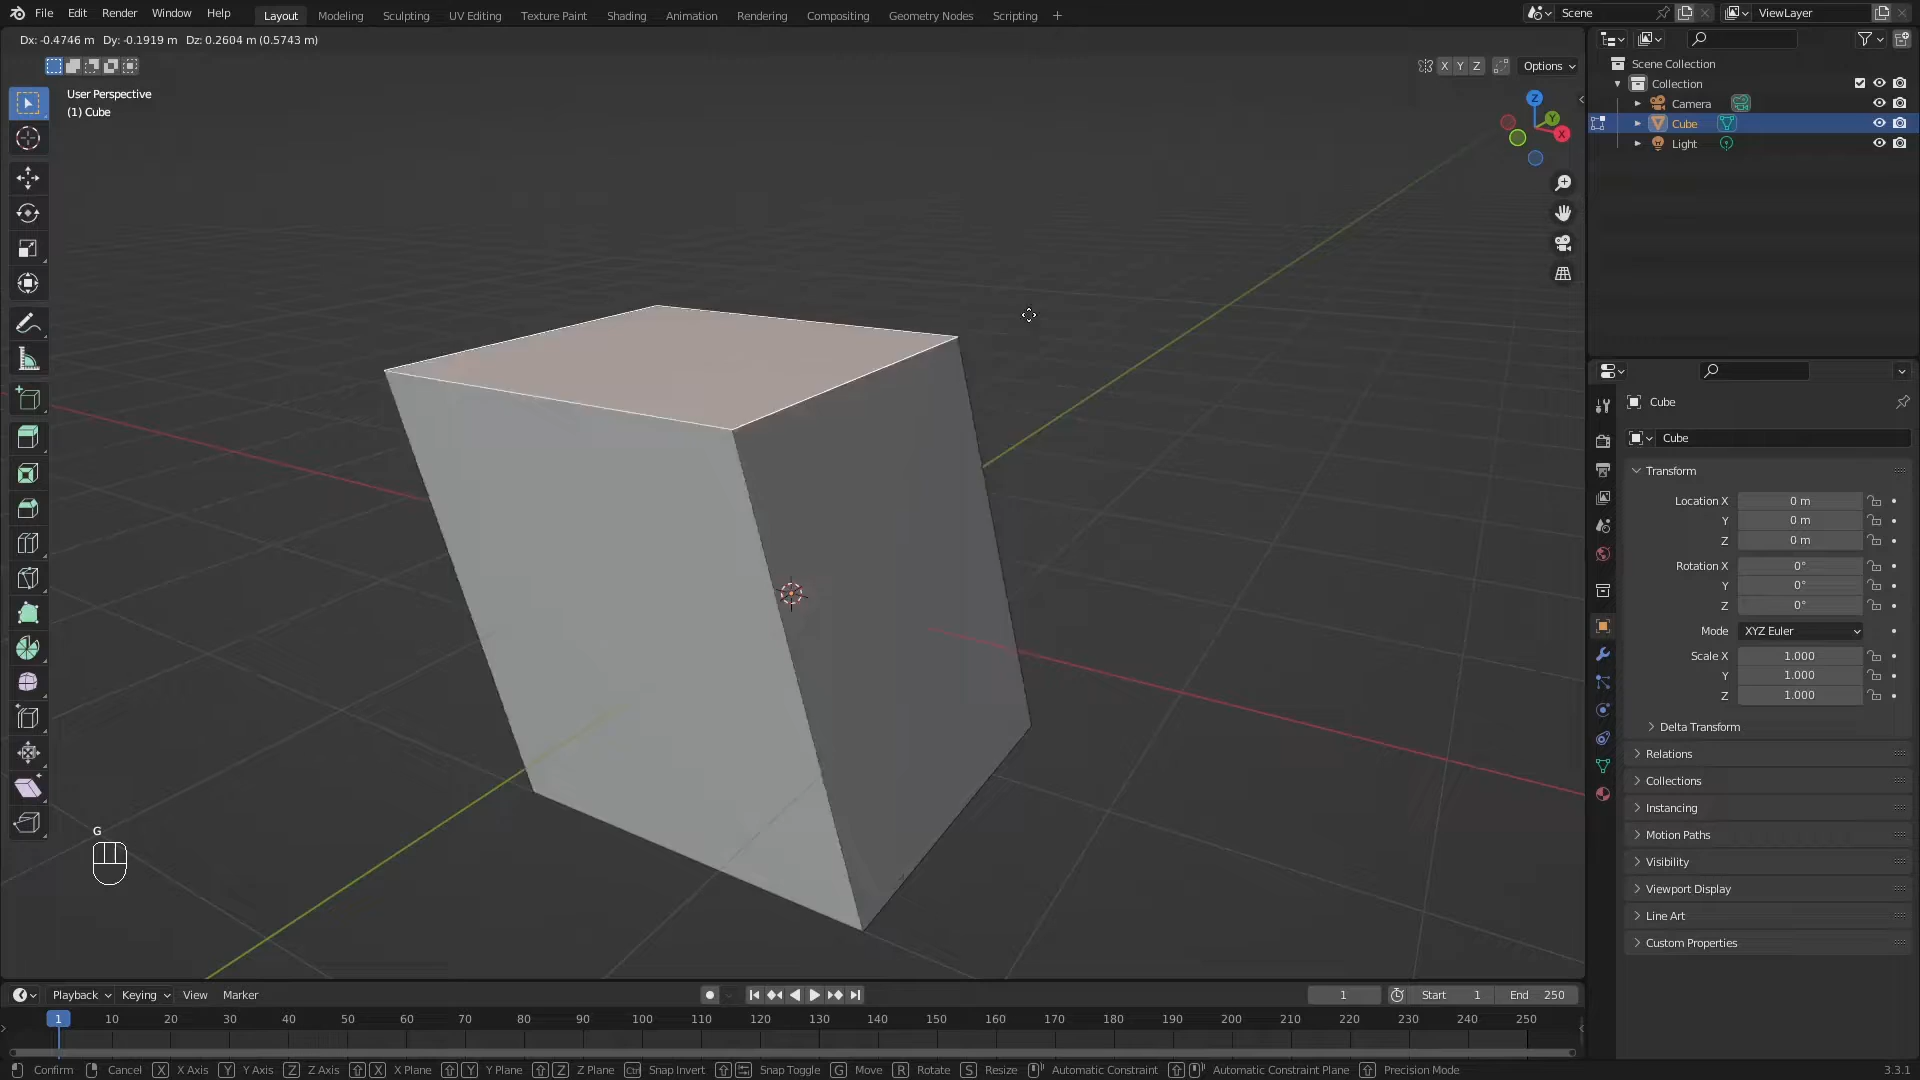 File Edit Render Window Help Layout Modeling Sculpting UV Editing Texture Paint Shading Animation Rendering Compositing Geometry Nodes Scripting + Scene ViewLayer
Dx: -0.4746 m Dy: -0.1919 m Dz: 0.2604 m (0.5743 m)
X Y Z Options
User Perspective
(1) Cube
Z
Y
X
Scene Collection
Collection
Camera
Cube
Light
Cube
Cube
Transform
Location X 0 m
Y 0 m
Z 0 m
Rotation X 0°
Y 0°
Z 0°
Mode XYZ Euler
Scale X 1.000
Y 1.000
Z 1.000
Delta Transform
Relations
Collections
Instancing
Motion Paths
Visibility
Viewport Display
Line Art
Custom Properties
G
Playback Keying View Marker 1 Start 1 End 250
1 10 20 30 40 50 60 70 80 90 100 110 120 130 140 150 160 170 180 190 200 210 220 230 240 250
Confirm Cancel X X Axis Y Y Axis Z Z Axis X X Plane Y Y Plane Z Z Plane Ctrl Snap Invert Snap Toggle G Move R Rotate S Resize Automatic Constraint Automatic Constraint Plane Precision Mode 3.3.1